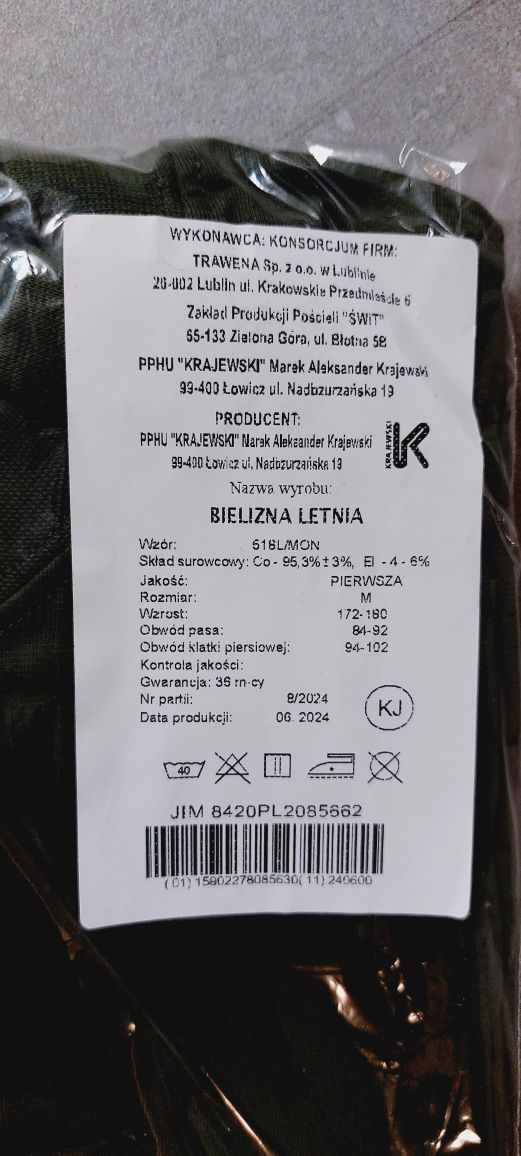 WYKONAWCA: KONSORCJUM FIRM:
TRAWENA Sp. z o.o. w Lublinie
20-002 Lublin ul. Krakowskie Przedmieście 6
Zakład Produkcji Pościeli "ŚWIT"
65-133 Zielona Góra, ul. Błotna 5B
PPHU "KRAJEWSKI" Marek Aleksander Krajewski
99-400 Łowicz ul. Nadbzurzańska 19
PRODUCENT:
PPHU "KRAJEWSKI" Marek Aleksander Krajewski
99-400 Łowicz ul. Nadbzurzańska 19
KRAJEWSKI K
Nazwa wyrobu:
BIELIZNA LETNIA
Wzór: 518L/MON
Skład surowcowy: Co - 95,3% ± 3%, El - 4 - 6%
Jakość: PIERWSZA
Rozmiar: M
Wzrost: 172-180
Obwód pasa: 84-92
Obwód klatki piersiowej: 94-102
Kontrola jakości:
Gwarancja: 36 m-cy
Nr partii: 8/2024
Data produkcji: 06. 2024
KJ
40
JIM 8420PL2085662
(01)15902278085630(11)240600